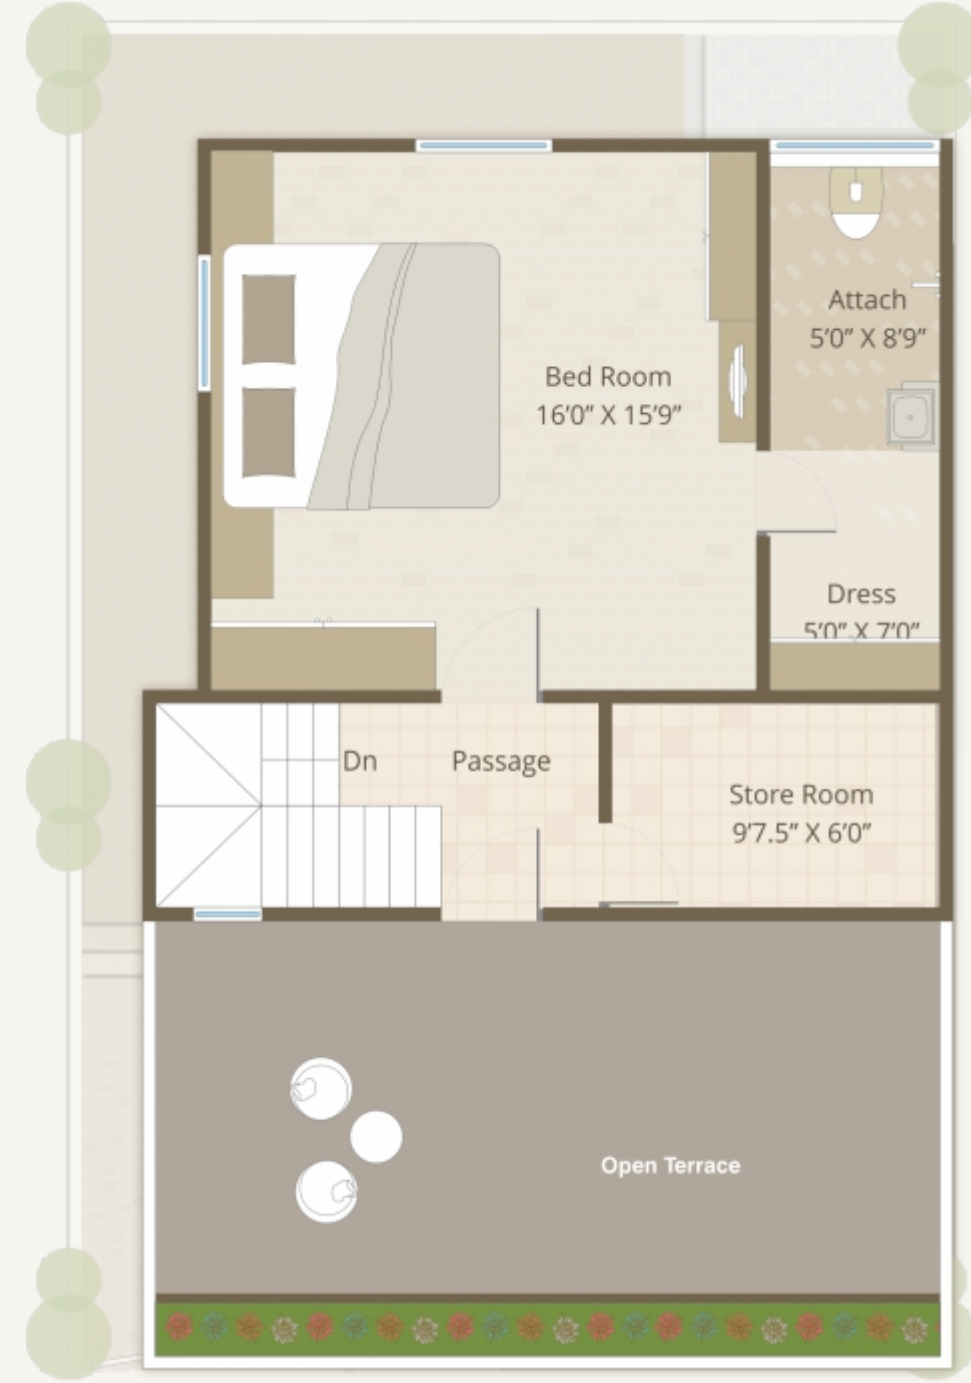 Attach
5'0” X 8'9”
Bed Room
16'0” X 15'9”
Dress
5'0” X 7'0”
Dn
Passage
Store Room
9'7.5” X 6'0”
Open Terrace